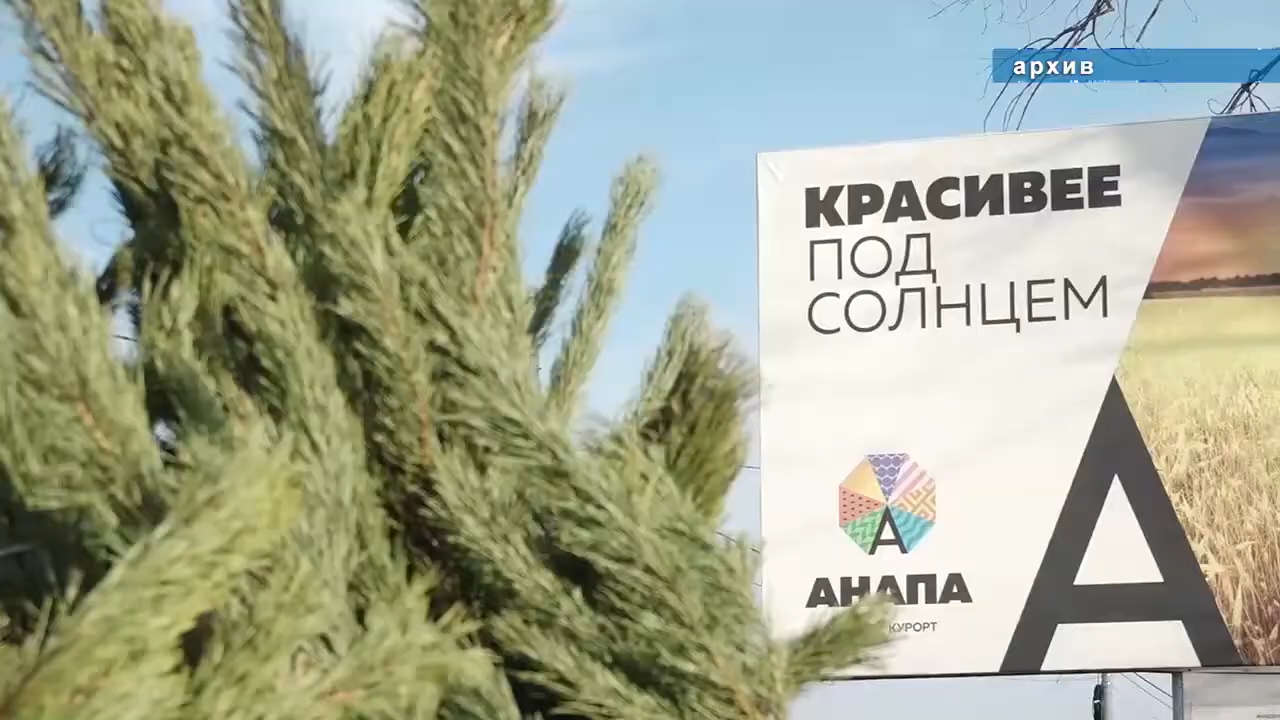 архив
КРАСИВЕЕ
ПОД
СОЛНЦЕМ
А
АНАПА
КУРОРТ
А